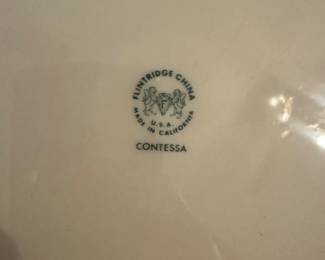 FLINTRIDGE CHINA
U.S.A.
MADE IN CALIFORNIA
CONTESSA